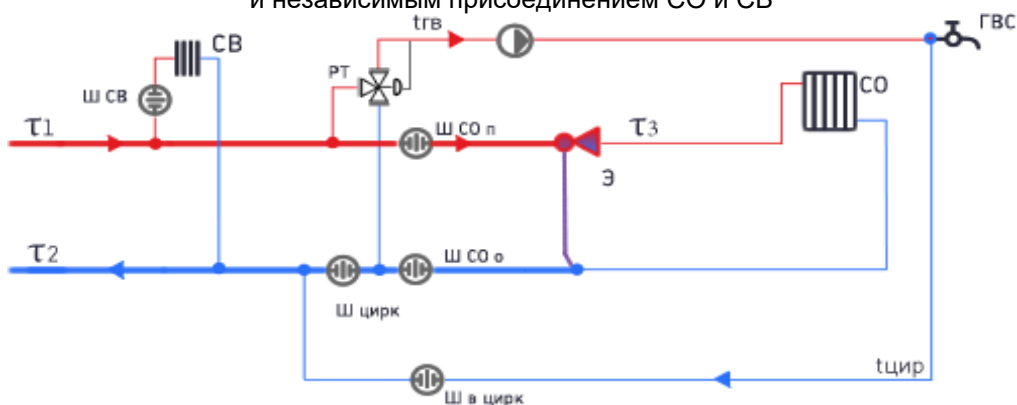 и независимым присоединением СО и СВ
tгв
ГВС
СВ
РТ
Ш СВ
СО
τ1
Ш СО п
τ3
Э
τ2
Ш СО о
Ш цирк
tцир
Ш в цирк